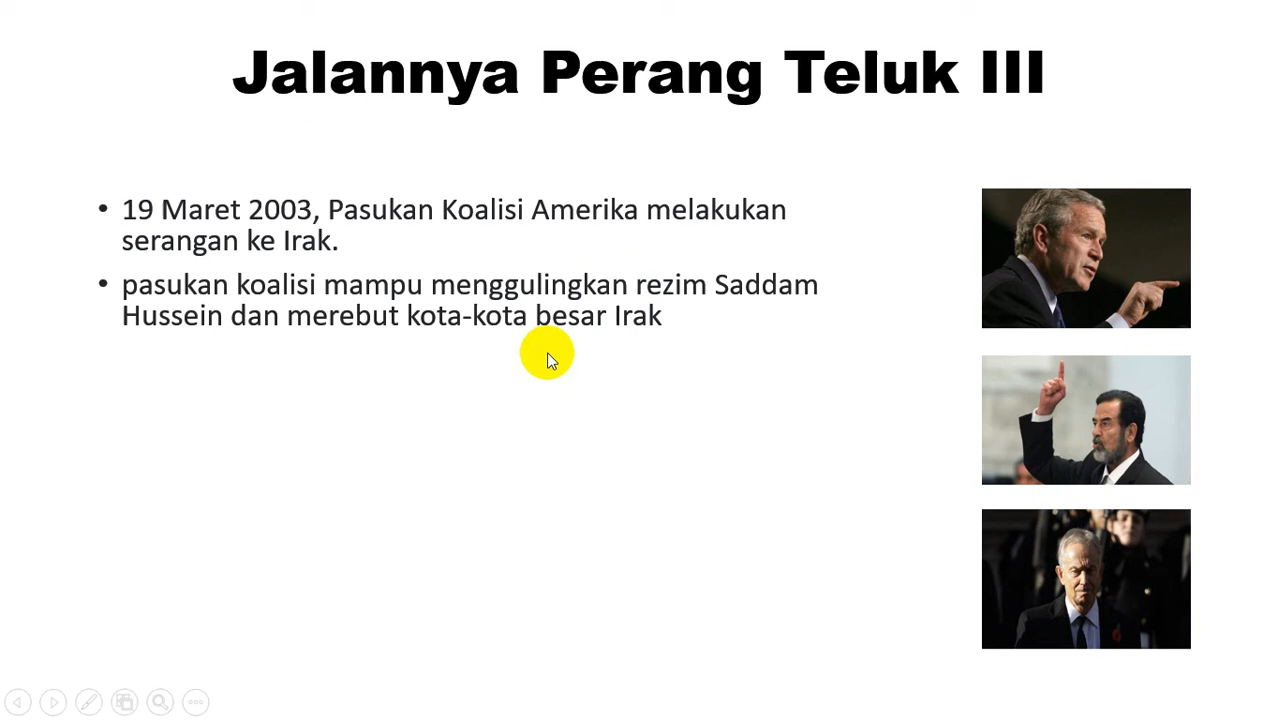 Jalannya Perang Teluk III
• 19 Maret 2003, Pasukan Koalisi Amerika melakukan
serangan ke Irak.
• pasukan koalisi mampu menggulingkan rezim Saddam
Hussein dan merebut kota-kota besar Irak